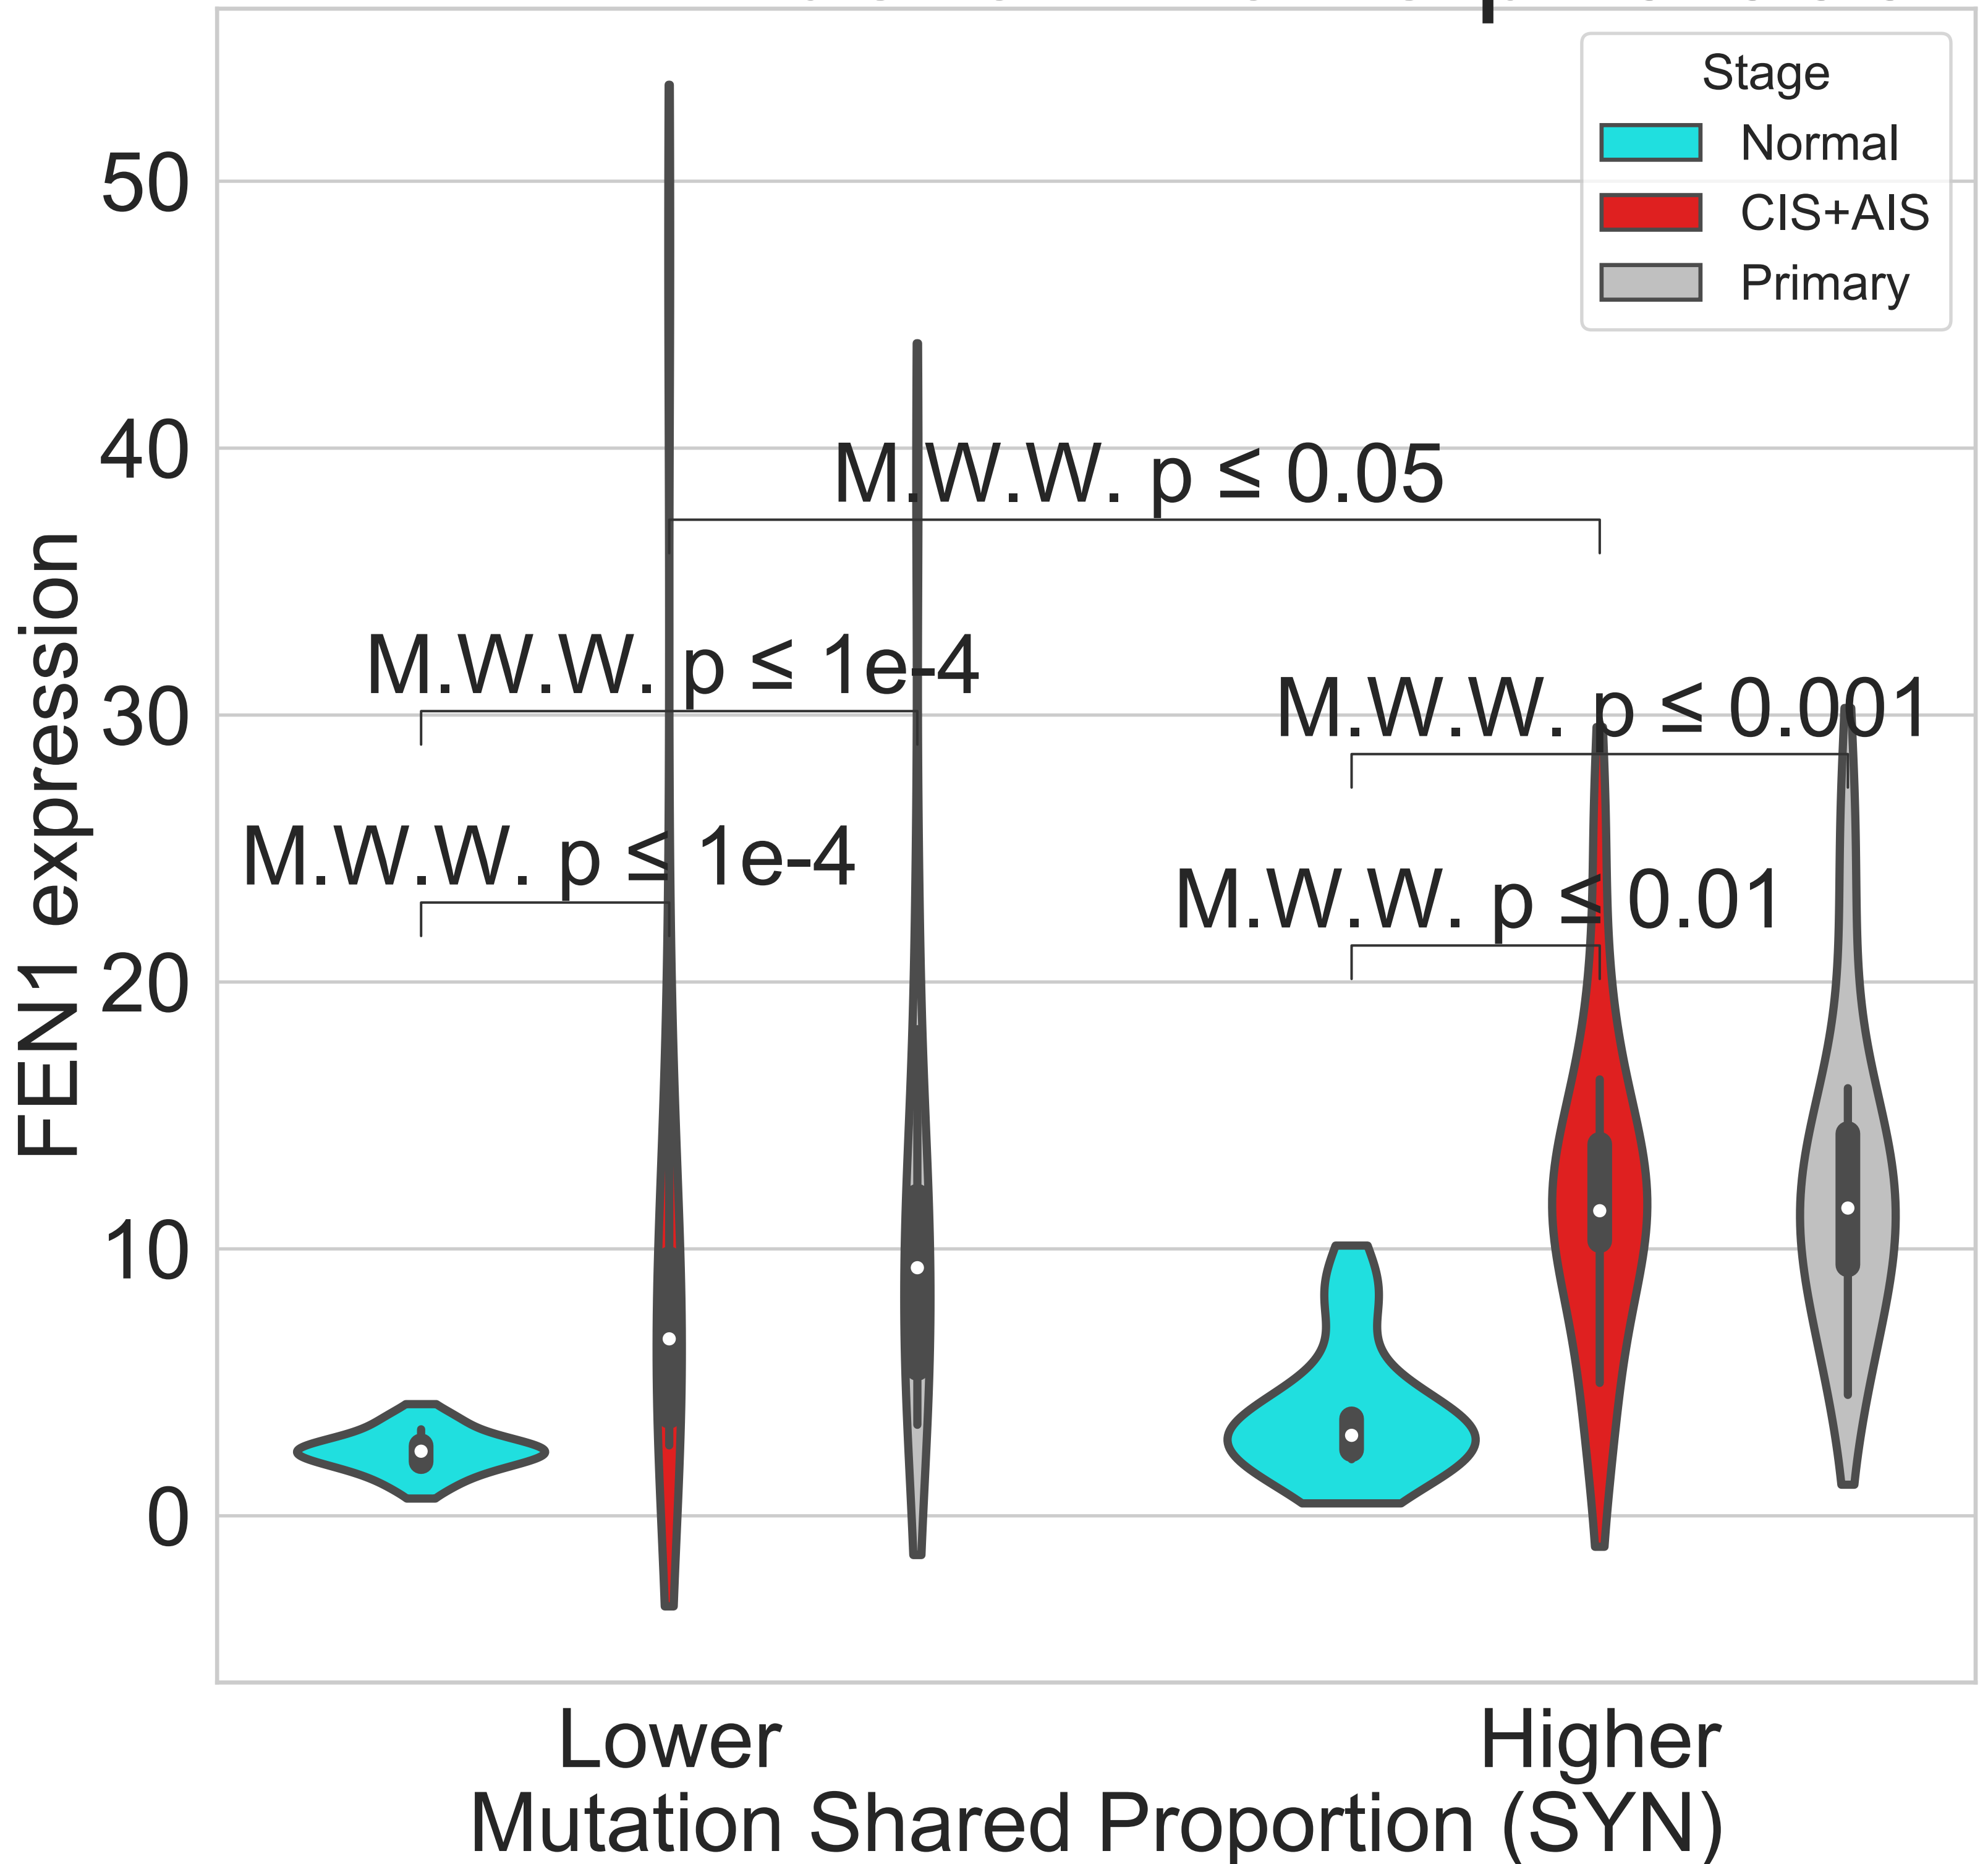 Stage
Normal
CIS+AIS
Primary
FEN1 expression
50
40
30
20
10
0
M.W.W. p ≤ 0.05
M.W.W. p ≤ 1e-4
M.W.W. p ≤ 0.001
M.W.W. p ≤ 1e-4
M.W.W. p ≤ 0.01
Lower
Higher
Mutation Shared Proportion (SYN)